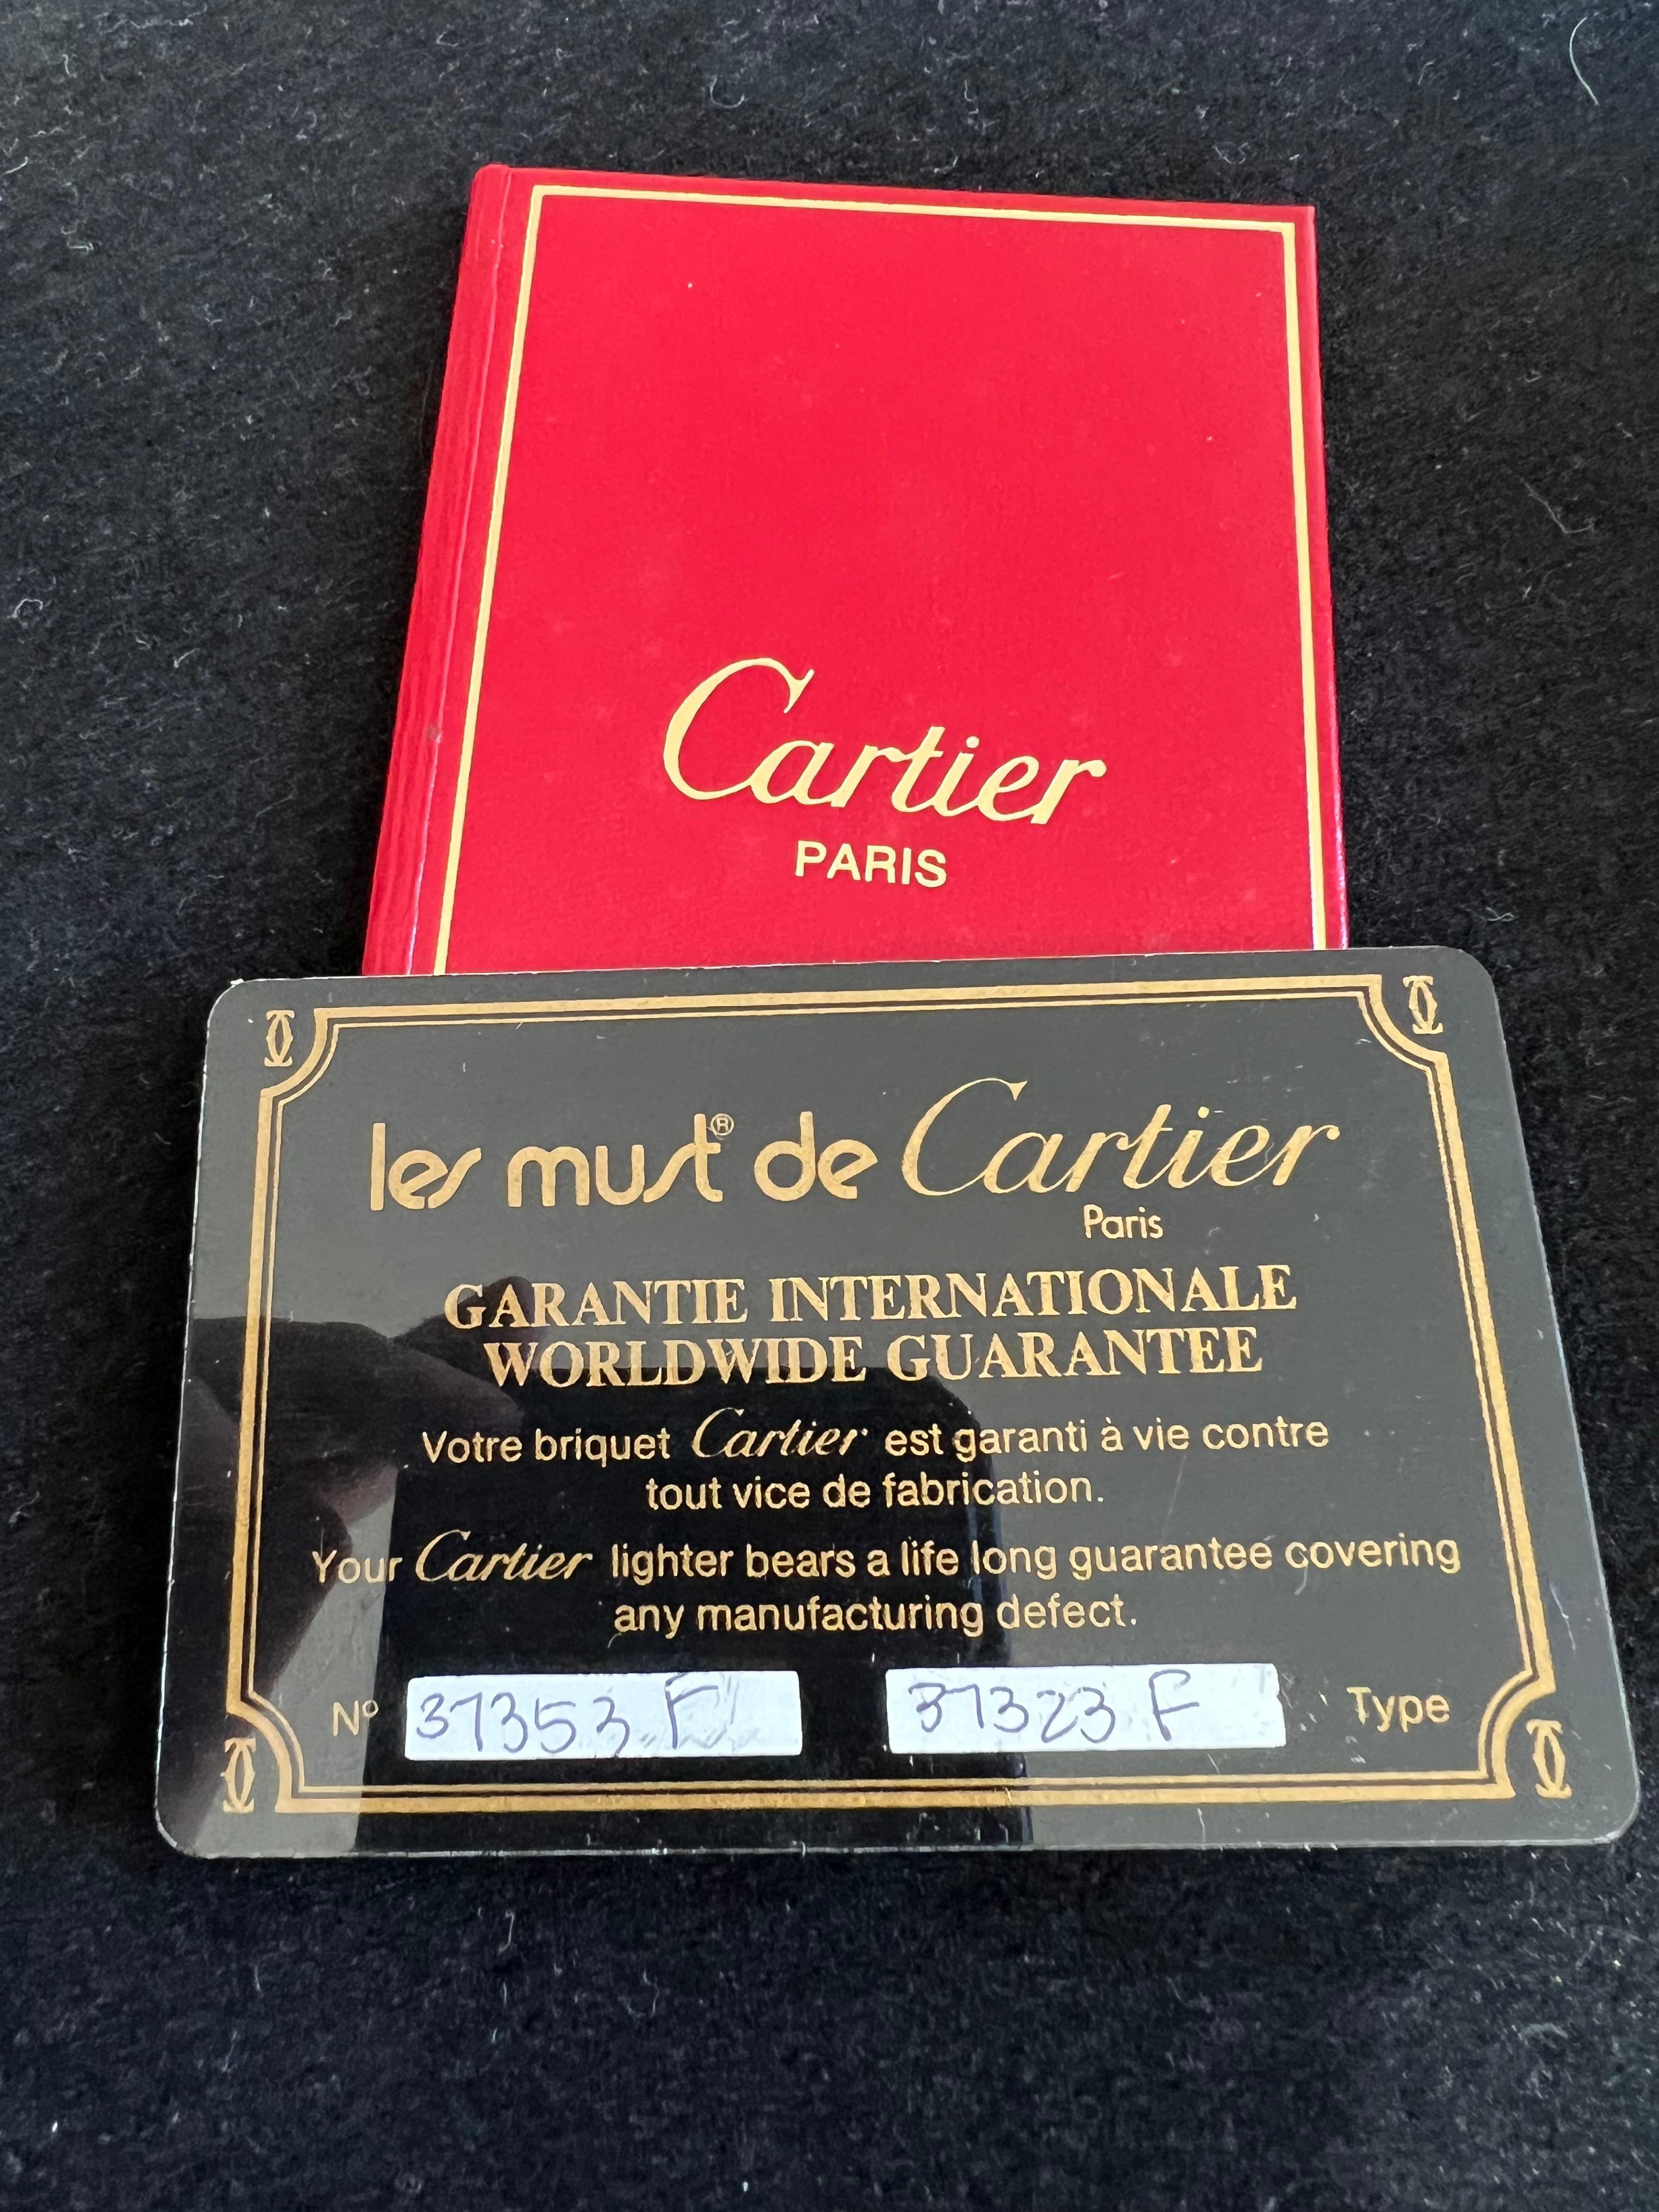 Cartier
PARIS
les must® de Cartier
Paris
GARANTIE INTERNATIONALE
WORLDWIDE GUARANTEE
Votre briquet Cartier est garanti à vie contre
tout vice de fabrication.
Your Cartier lighter bears a life long guarantee covering
any manufacturing defect.
Nº 37353 F 37323 F Type